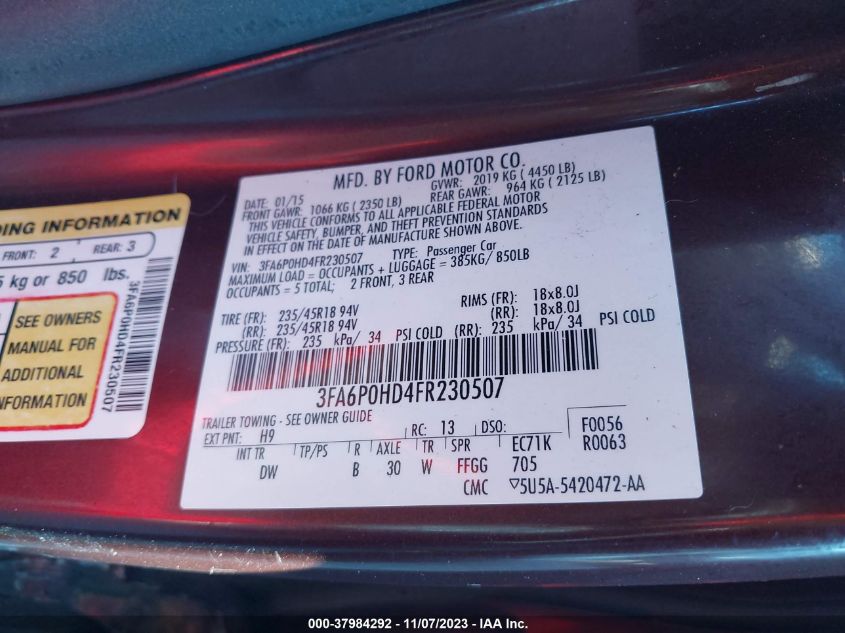 DING INFORMATION
FRONT: 2 REAR: 3
5 kg or 850 lbs.
SEE OWNERS
MANUAL FOR
ADDITIONAL
INFORMATION
3FA6P0HD4FR230507
MFD. BY FORD MOTOR CO.
DATE: 01/15 GVWR: 2019 KG ( 4450 LB)
FRONT GAWR: 1066 KG ( 2350 LB) REAR GAWR: 964 KG ( 2125 LB)
THIS VEHICLE CONFORMS TO ALL APPLICABLE FEDERAL MOTOR
VEHICLE SAFETY, BUMPER, AND THEFT PREVENTION STANDARDS
IN EFFECT ON THE DATE OF MANUFACTURE SHOWN ABOVE.
VIN: 3FA6P0HD4FR230507 TYPE: Passenger Car
MAXIMUM LOAD = OCCUPANTS + LUGGAGE = 385KG/ 850LB
OCCUPANTS = 5 TOTAL; 2 FRONT, 3 REAR
TIRE (FR): 235/45R18 94V RIMS (FR): 18x8.0J
(RR): 235/45R18 94V (RR): 18x8.0J
PRESSURE (FR): 235 kPa/ 34 PSI COLD (RR): 235 kPa/ 34 PSI COLD
3FA6P0HD4FR230507
TRAILER TOWING - SEE OWNER GUIDE
EXT PNT: H9 RC: 13 DSO: F0056
R0063
INT TR TP/PS R AXLE TR SPR EC71K
DW B 30 W FFGG 705
CMC ▽5U5A-5420472-AA
000-37984292 - 11/07/2023 - IAA Inc.